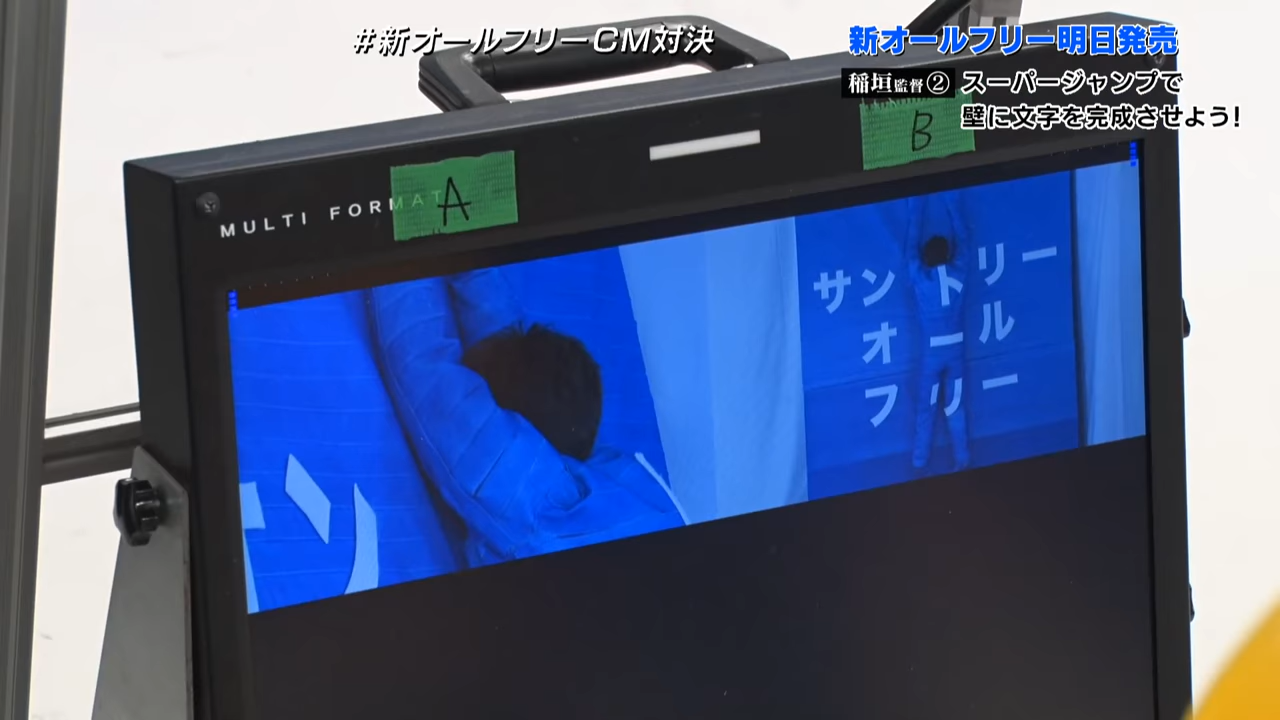 #新オールフリーCM対決
新オールフリー明日発売
稲垣監督② スーパージャンプで
壁に文字を完成させよう!
MULTI FORMAT
A
B
サントリー
オール
フリー
ン